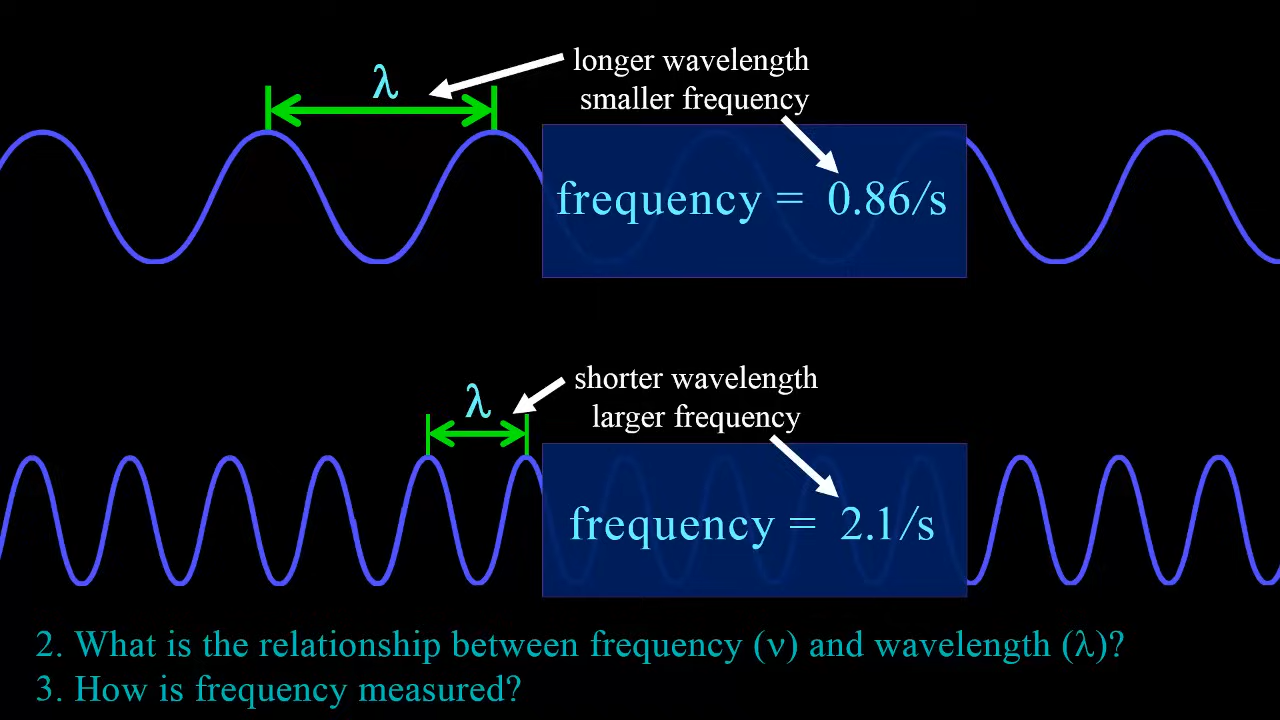 λ
longer wavelength
smaller frequency
frequency = 0.86/s
λ
shorter wavelength
larger frequency
frequency = 2.1/s
2. What is the relationship between frequency (ν) and wavelength (λ)?
3. How is frequency measured?